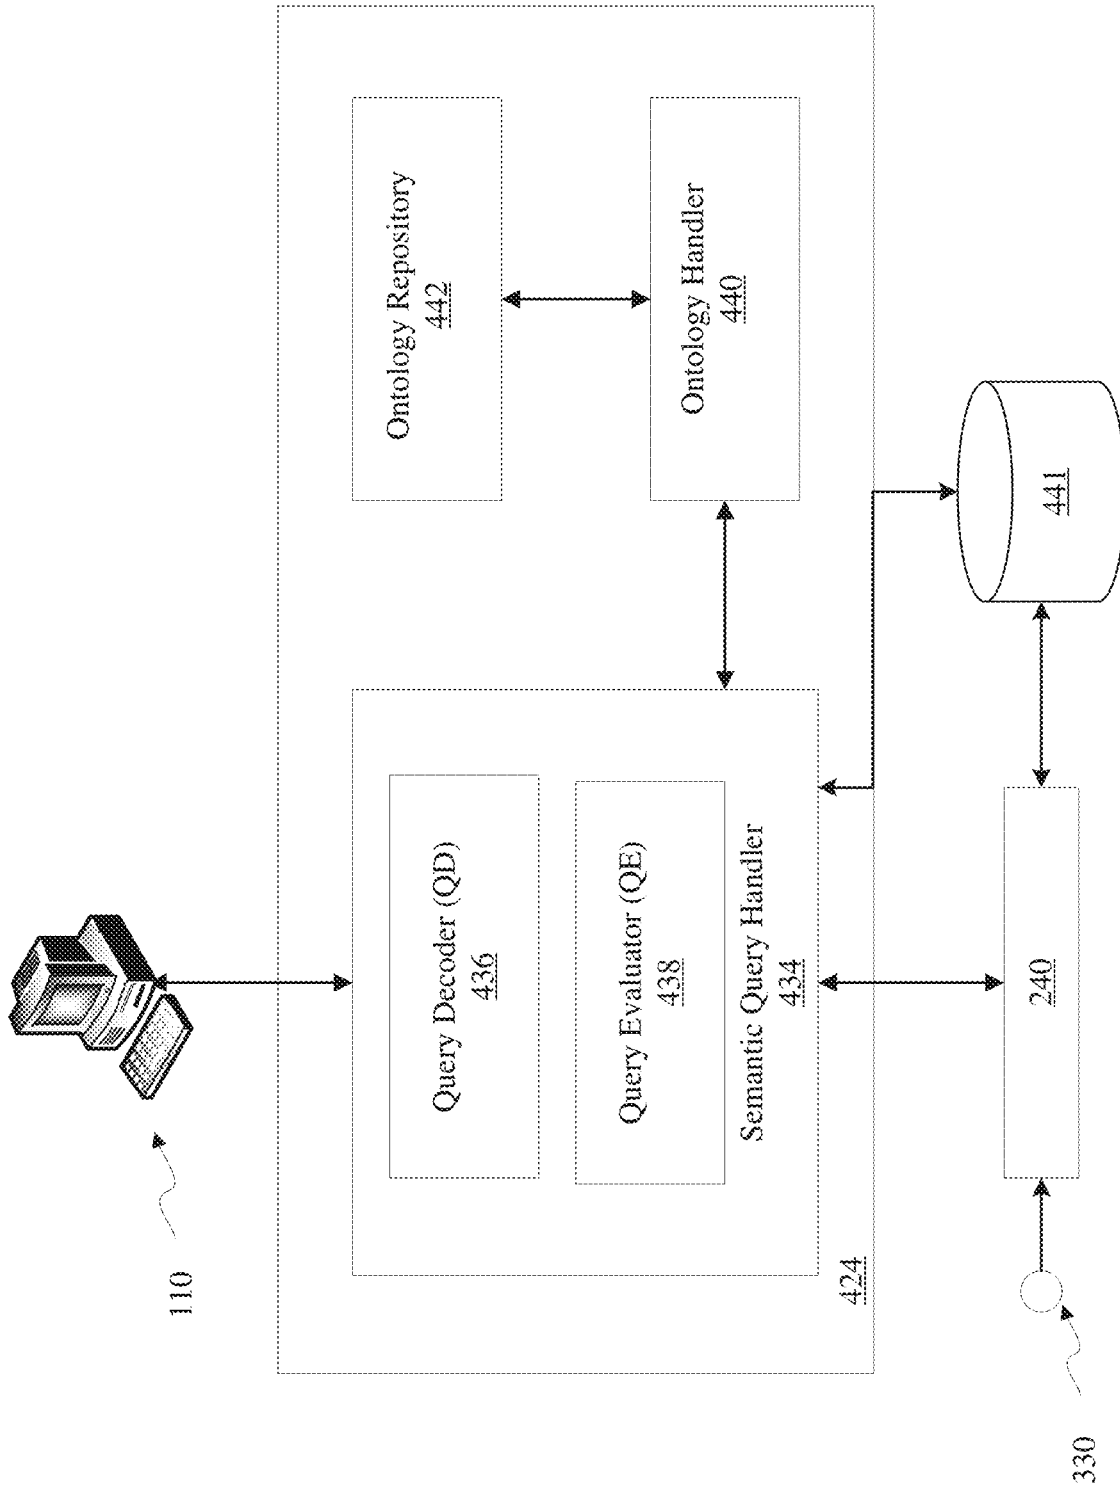 110
Query Decoder (QD)
436
Query Evaluator (QE)
438
Semantic Query Handler
434
424
Ontology Repository
442
Ontology Handler
440
330
240
441